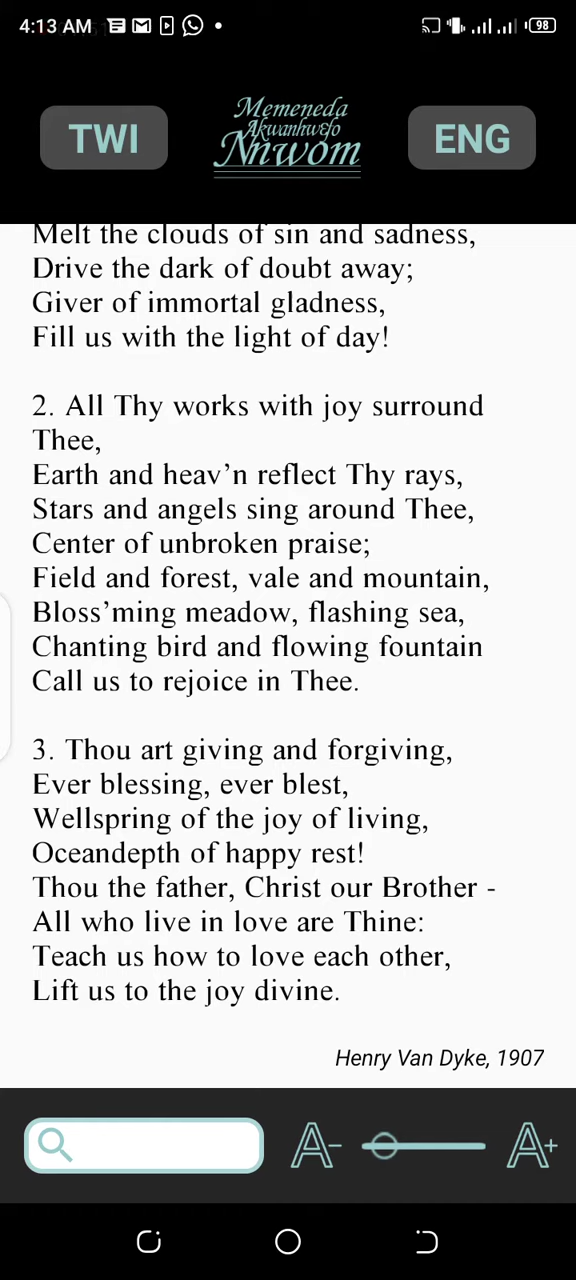 4:13 AM
98
TWI
Memeneda
Akwanhwɛfo
Nnwom
ENG
Melt the clouds of sin and sadness,
Drive the dark of doubt away;
Giver of immortal gladness,
Fill us with the light of day!
2. All Thy works with joy surround
Thee,
Earth and heav’n reflect Thy rays,
Stars and angels sing around Thee,
Center of unbroken praise;
Field and forest, vale and mountain,
Bloss’ming meadow, flashing sea,
Chanting bird and flowing fountain
Call us to rejoice in Thee.
3. Thou art giving and forgiving,
Ever blessing, ever blest,
Wellspring of the joy of living,
Oceandepth of happy rest!
Thou the father, Christ our Brother -
All who live in love are Thine:
Teach us how to love each other,
Lift us to the joy divine.
Henry Van Dyke, 1907
A- A+